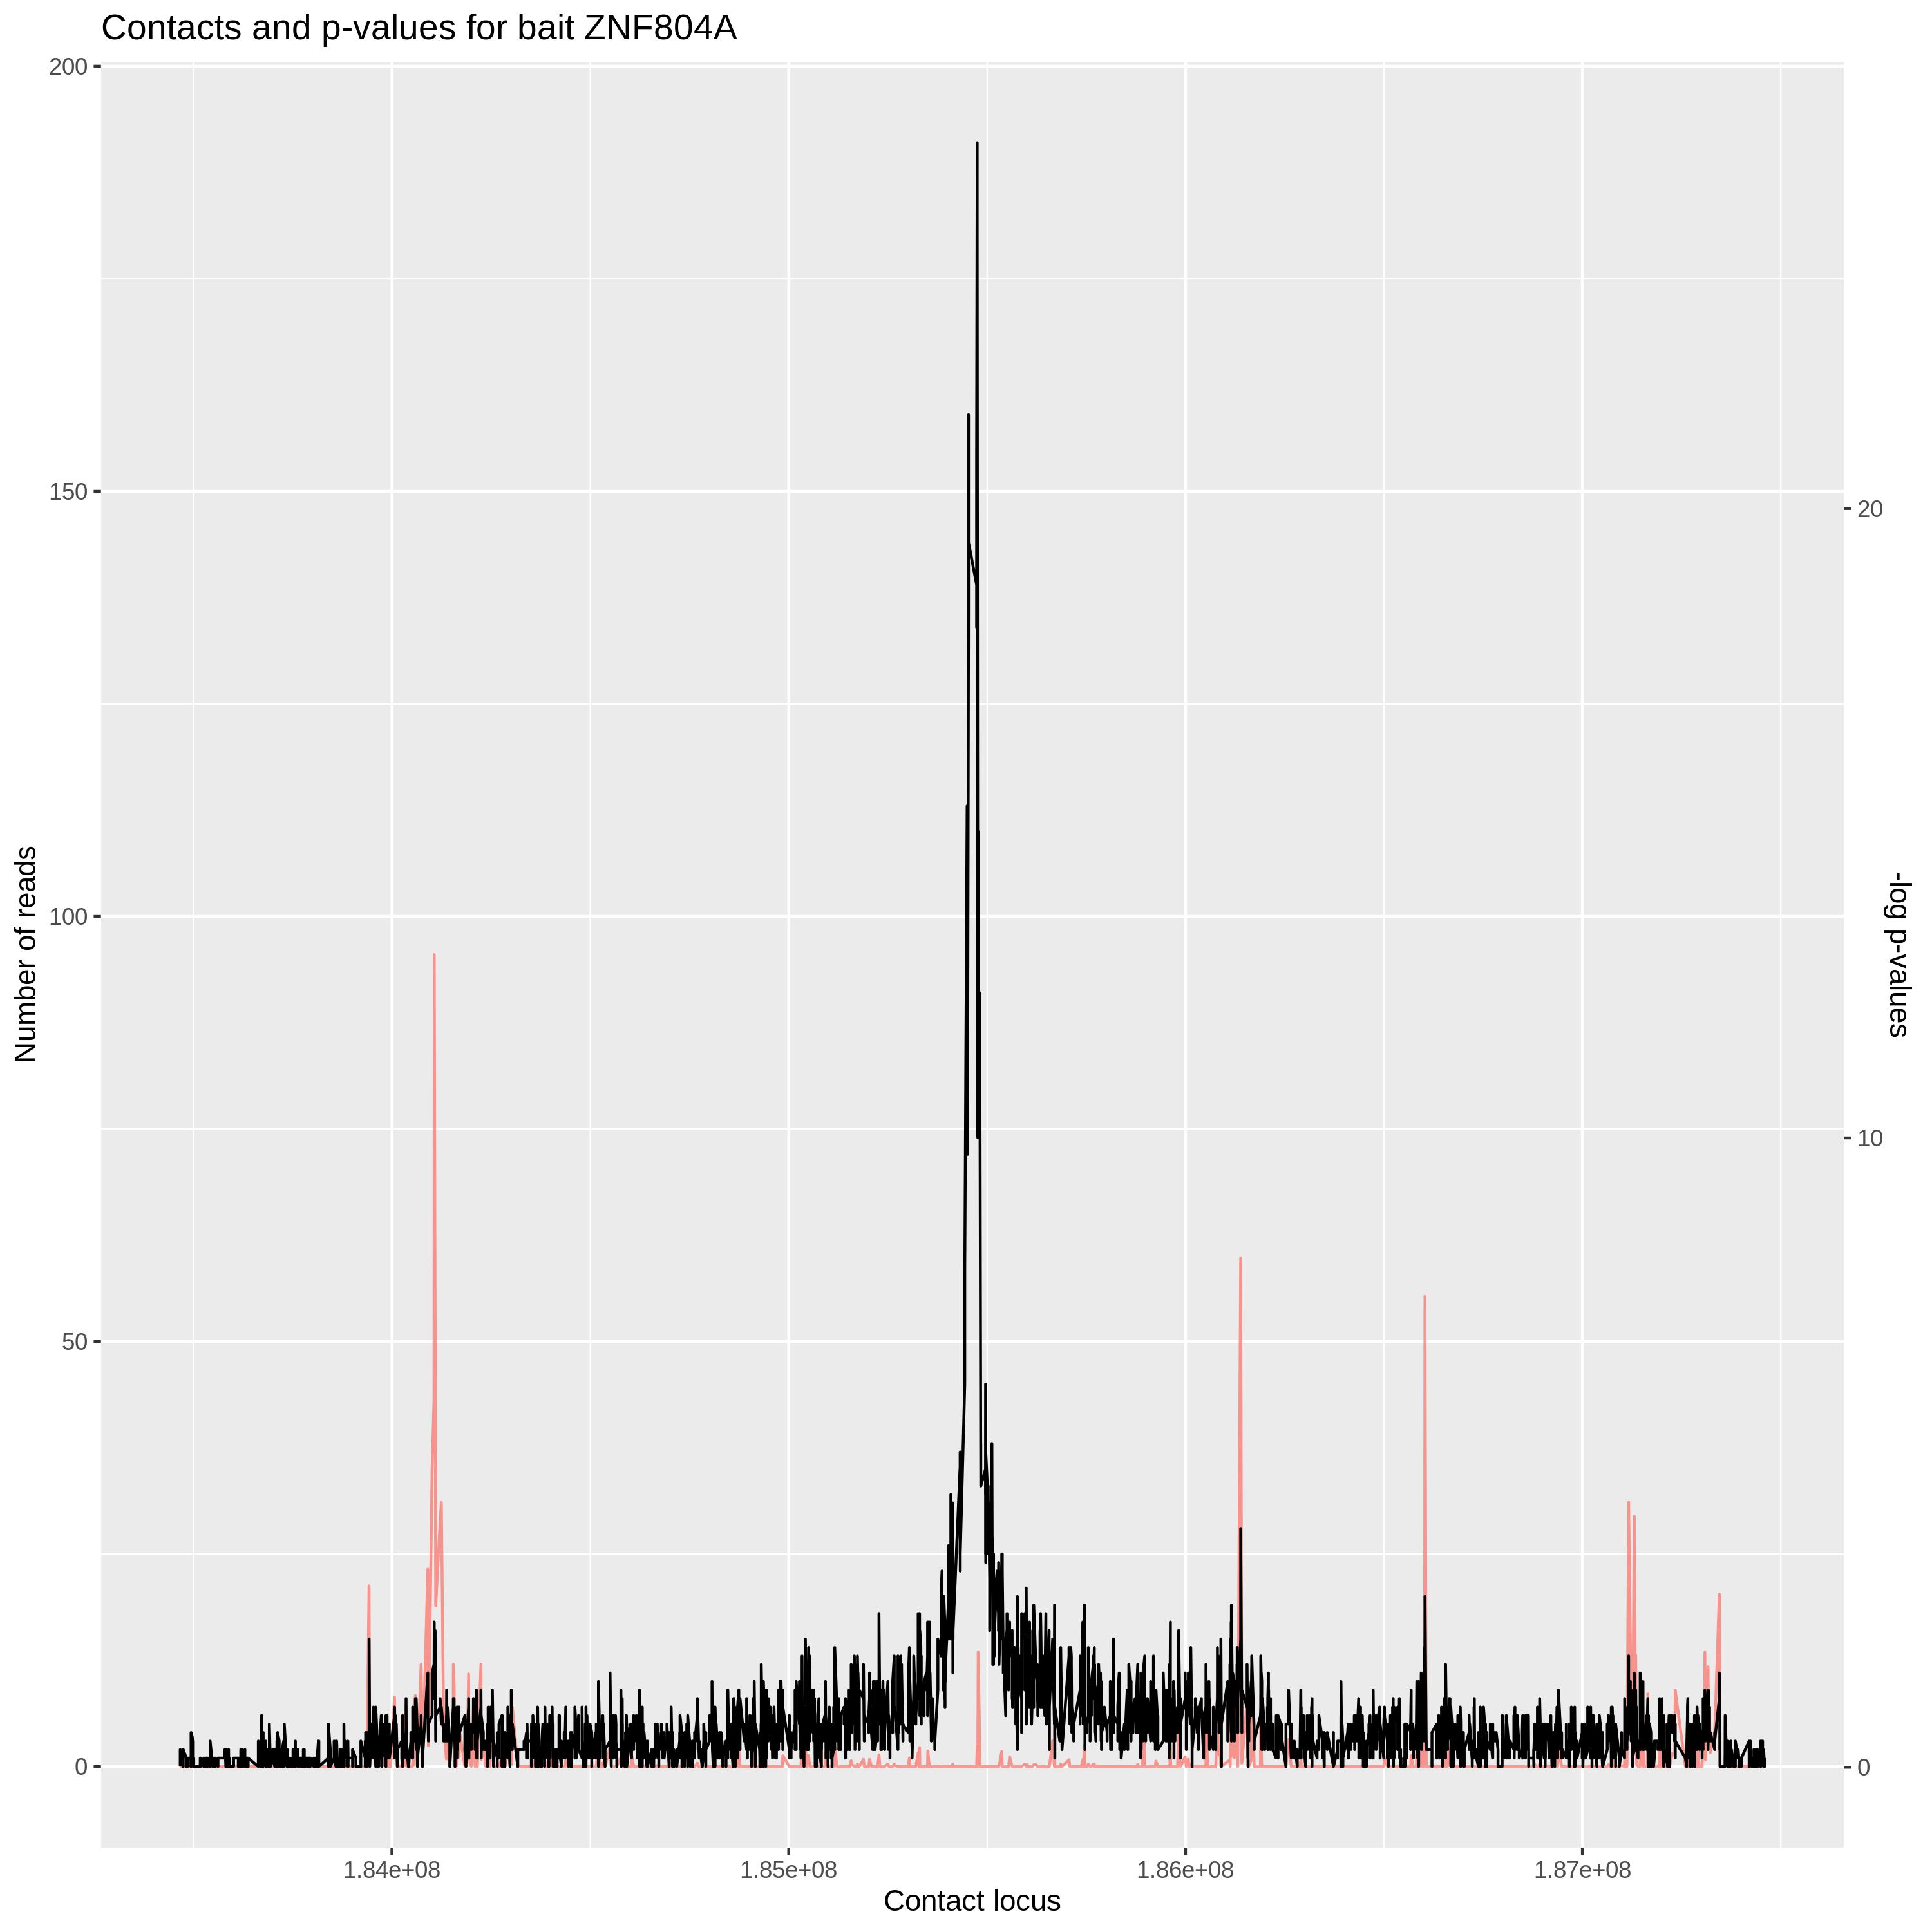 Contacts and p-values for bait ZNF804A
200
150
100
50
0
Number of reads
20
10
0
-log p-values
1.84e+08
1.85e+08
1.86e+08
1.87e+08
Contact locus